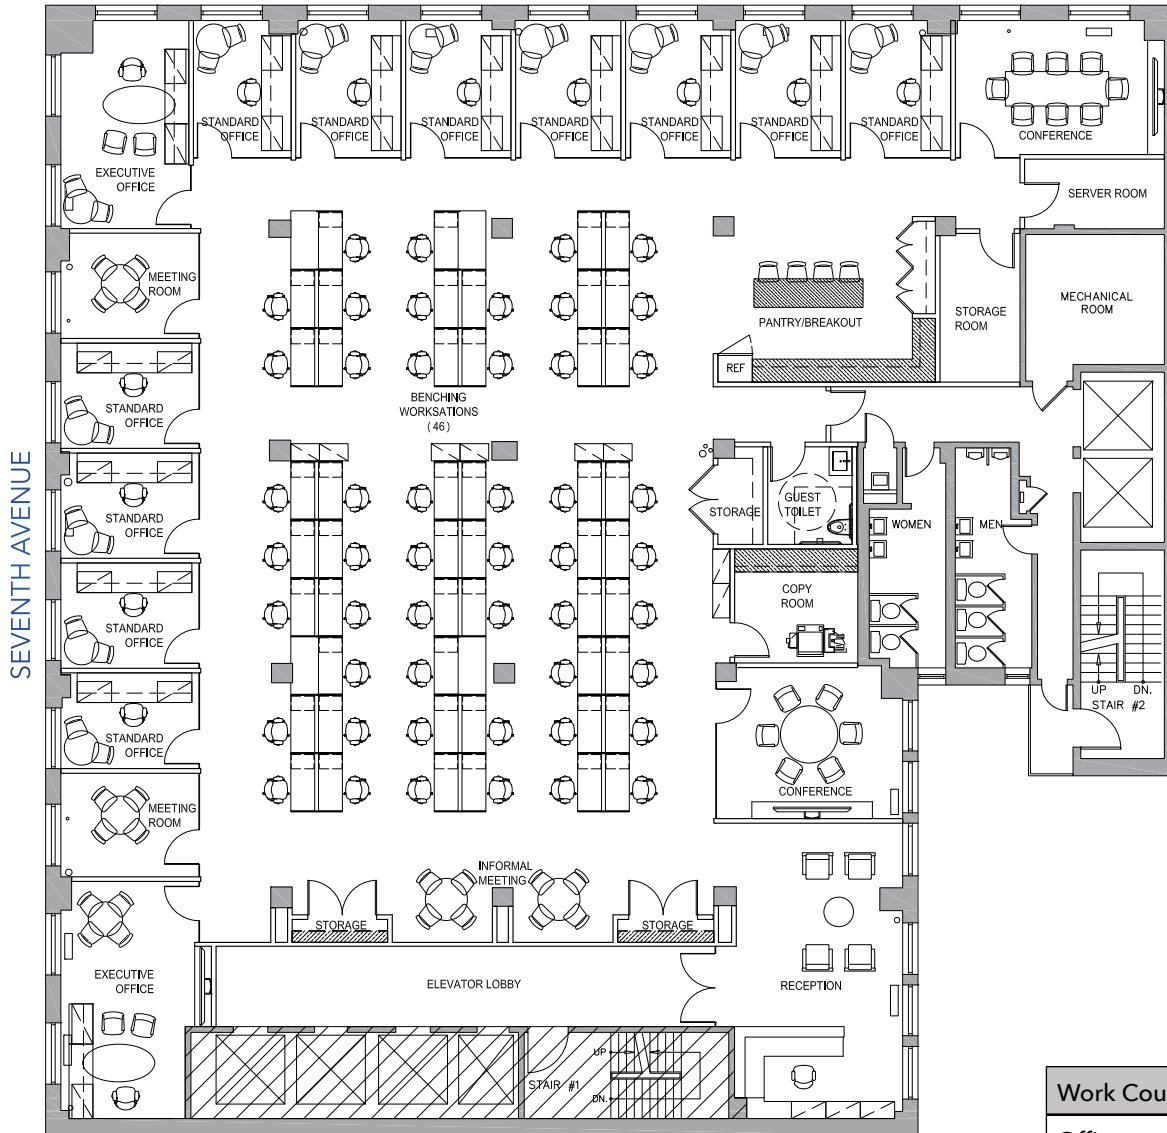 STANDARD
OFFICE
STANDARD
OFFICE
STANDARD
OFFICE
STANDARD
OFFICE
STANDARD
OFFICE
STANDARD
OFFICE
STANDARD
OFFICE
CONFERENCE
EXECUTIVE
OFFICE
SERVER ROOM
MEETING
ROOM
MECHANICAL
ROOM
STORAGE
ROOM
PANTRY/BREAKOUT
REF
STANDARD
OFFICE
BENCHING
WORKSATIONS
(46)
SEVENTH AVENUE
STANDARD
OFFICE
STORAGE
GUEST
TOILET
WOMEN
MEN
COPY
ROOM
STANDARD
OFFICE
UP
DN.
STAIR #2
STANDARD
OFFICE
CONFERENCE
MEETING
ROOM
INFORMAL
MEETING
STORAGE
STORAGE
EXECUTIVE
OFFICE
ELEVATOR LOBBY
RECEPTION
UP
STAIR #1
DN.
Work Cou